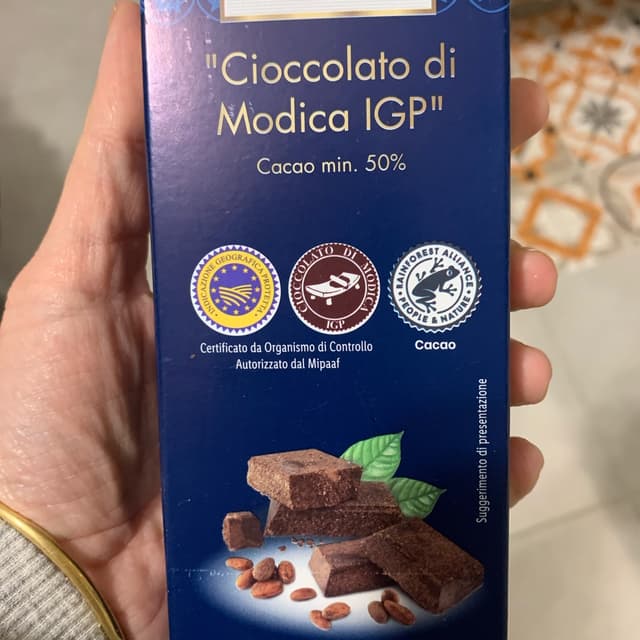 "Cioccolato di
Modica IGP"
Cacao min. 50%
INDICAZIONE GEOGRAFICA PROTETTA
CIOCCOLATO DI MODICA
IGP
RAINFOREST ALLIANCE
PEOPLE & NATURE
Certificato da Organismo di Controllo
Autorizzato dal Mipaaf
Cacao
Suggerimento di presentazione